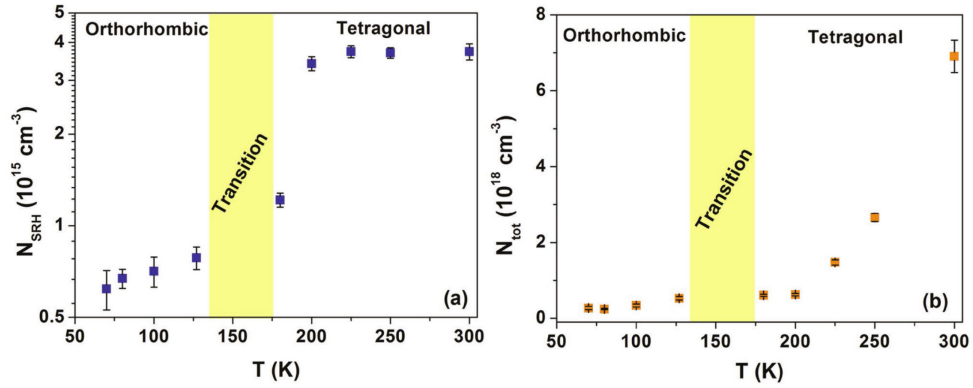 Orthorhombic Tetragonal
5
4
3
2
1
0.5
N_SRH (10^15 cm^-3)
Transition
(a)
50 100 150 200 250 300
T (K)
Orthorhombic Tetragonal
8
6
4
2
0
N_tot (10^18 cm^-3)
Transition
(b)
50 100 150 200 250 300
T (K)